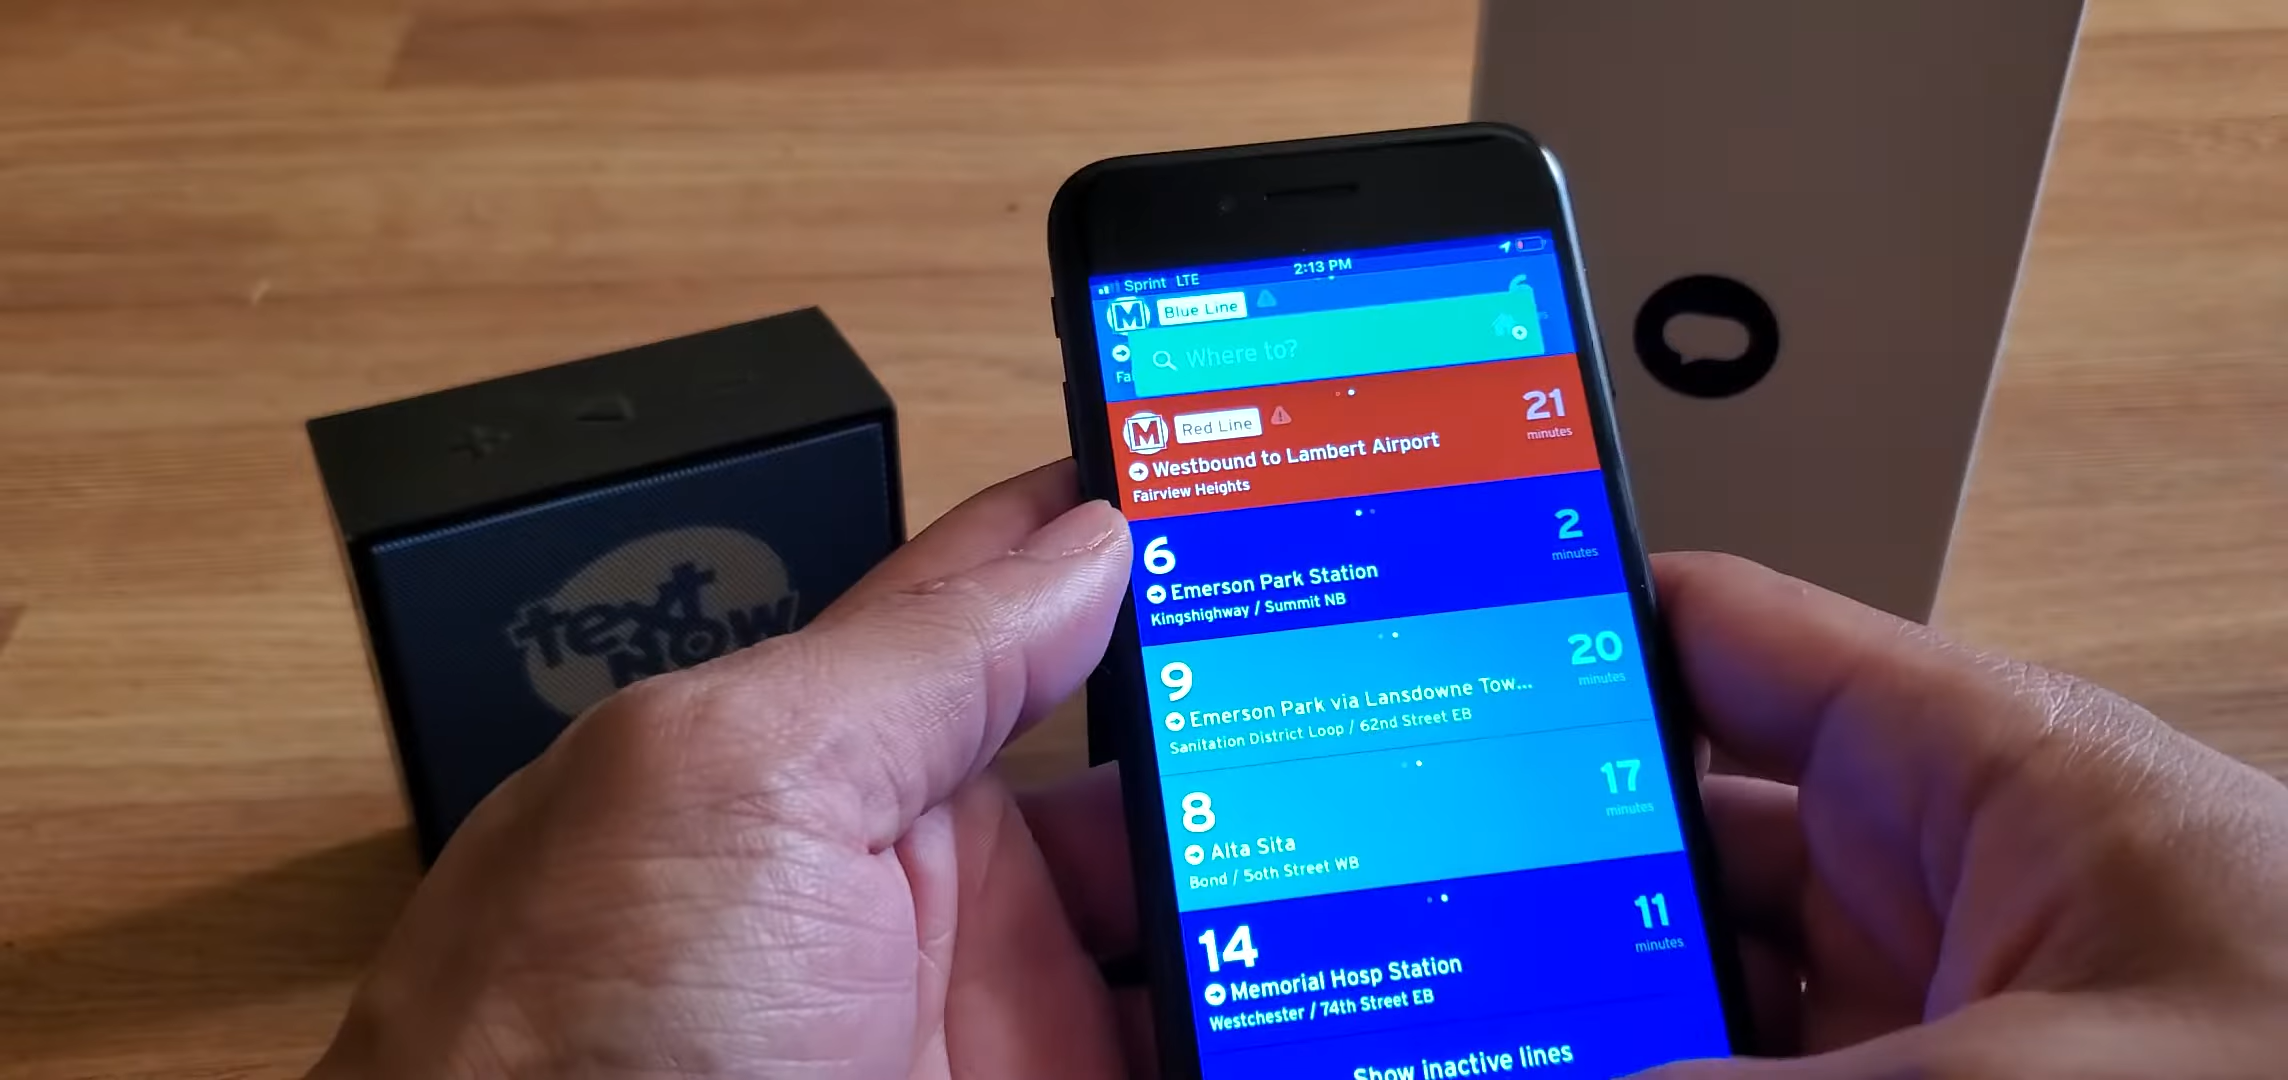 Sprint LTE 2:13 PM
M Blue Line 6
Where to?
M Red Line 21
minutes
Westbound to Lambert Airport
Fairview Heights
6 2
minutes
Emerson Park Station
Kingshighway / Summit NB
9 20
minutes
Emerson Park via Lansdowne Tow...
Sanitation District Loop / 62nd Street EB
8 17
minutes
Alta Sita
Bond / 50th Street WB
14 11
minutes
Memorial Hosp Station
Westchester / 74th Street EB
Show inactive lines
text
now